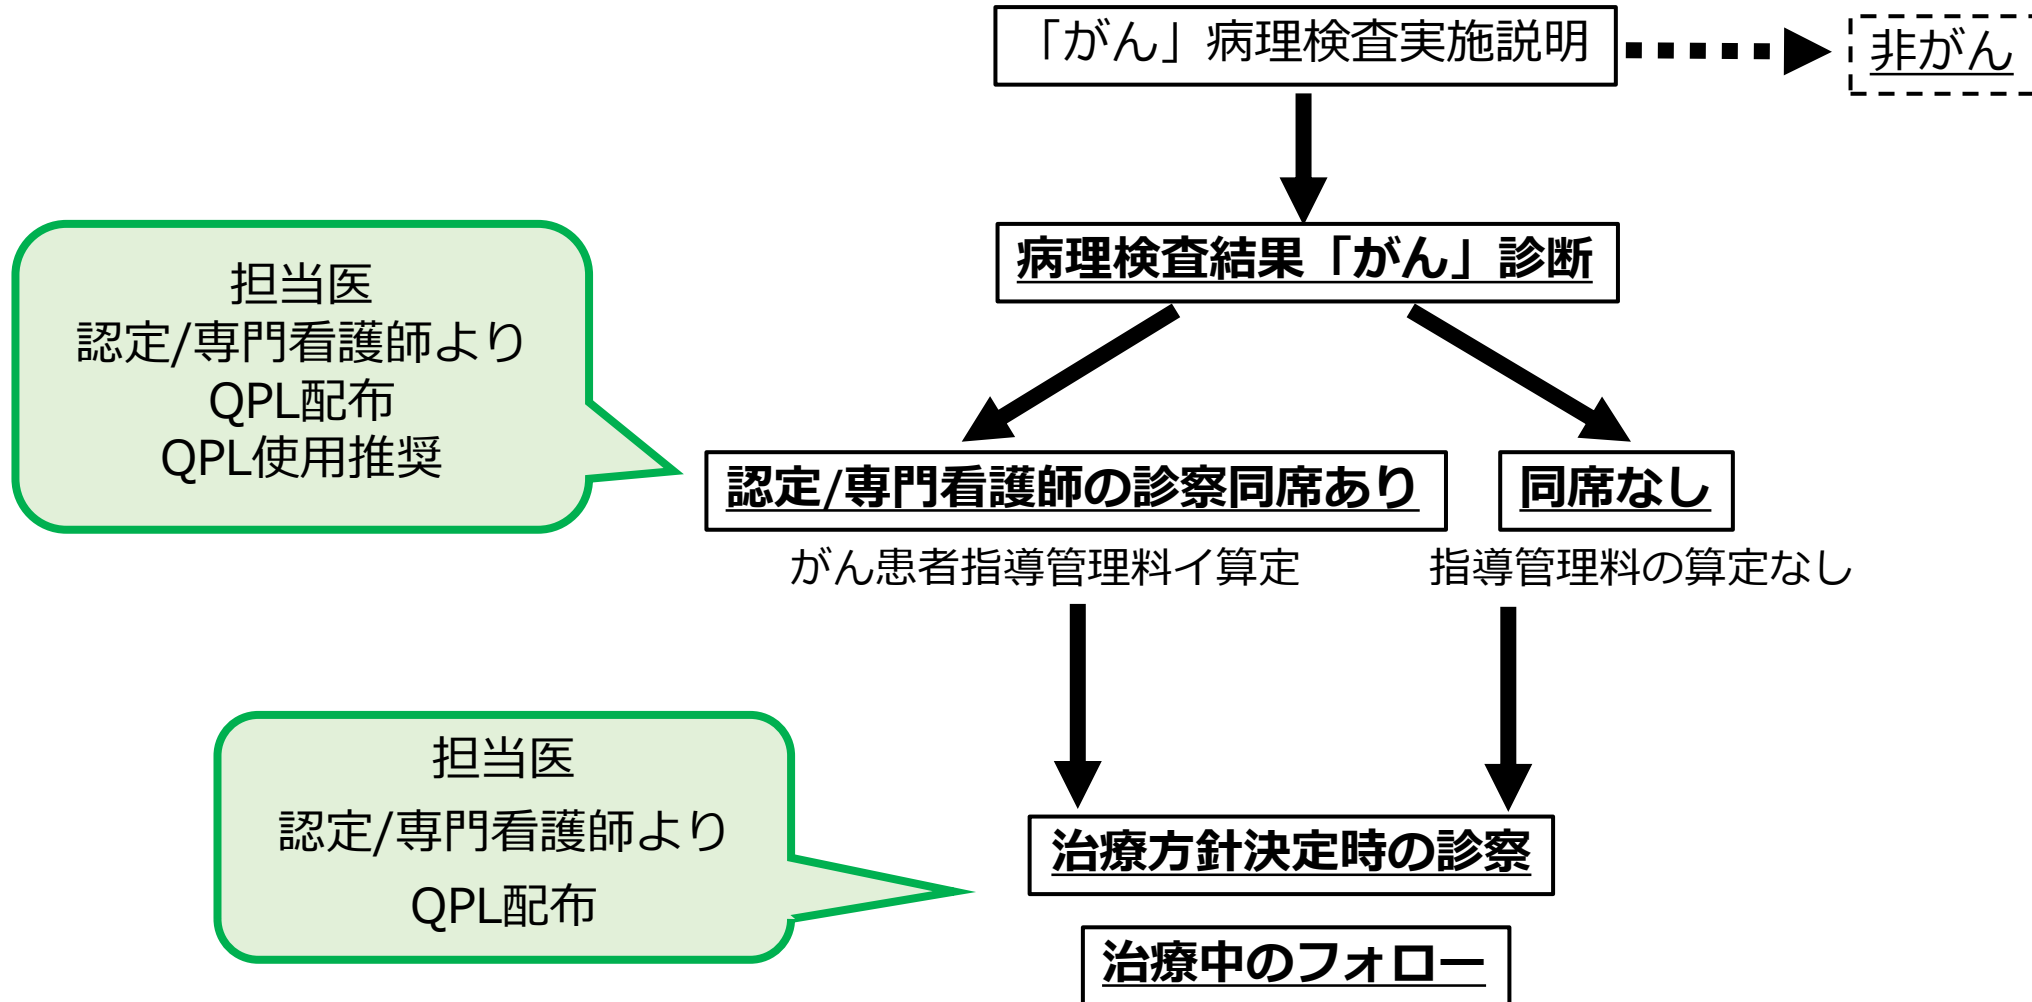 「がん」病理検査実施説明
非がん
病理検査結果「がん」診断
担当医
認定/専門看護師より
QPL配布
QPL使用推奨
認定/専門看護師の診察同席あり
同席なし
がん患者指導管理料イ算定
指導管理料の算定なし
担当医
認定/専門看護師より
QPL配布
治療方針決定時の診察
治療中のフォロー